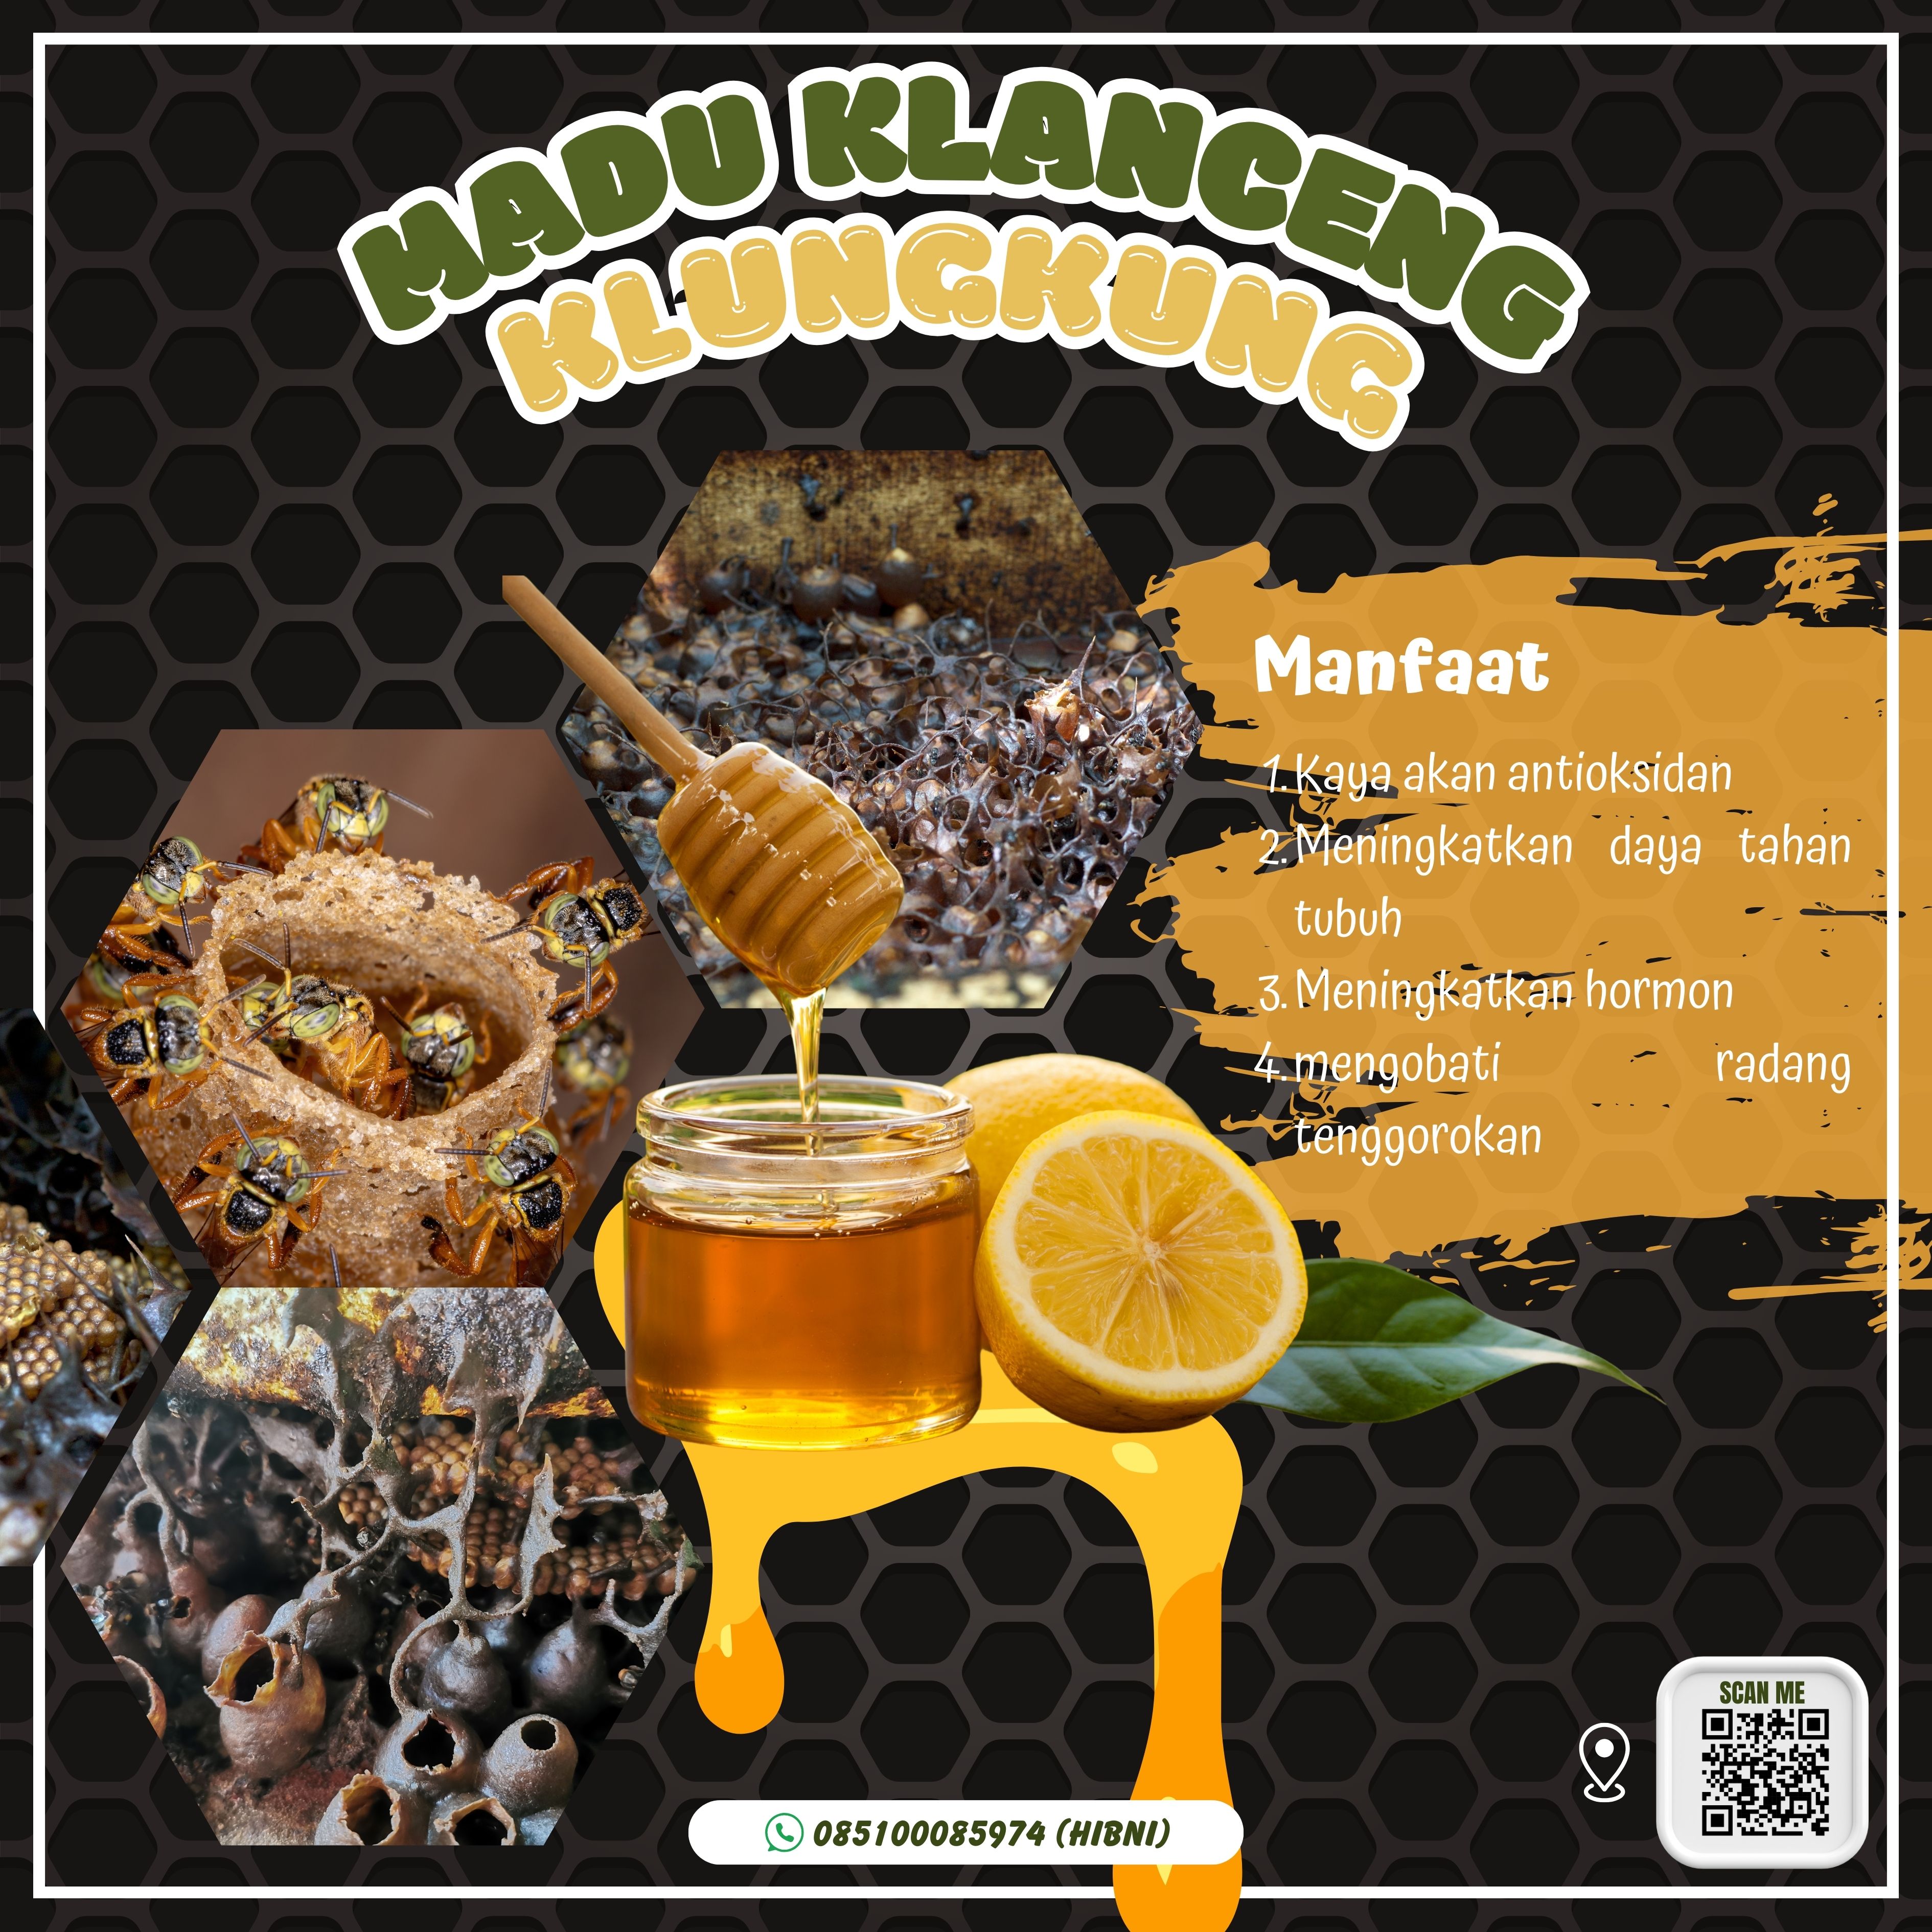 MADU KLANCENG
KLUNGKUNG
Manfaat
1. Kaya akan antioksidan
2. Meningkatkan daya tahan
tubuh
3. Meningkatkan hormon
4. mengobati radang
tenggorokan
SCAN ME
085100085974 (HIBNI)